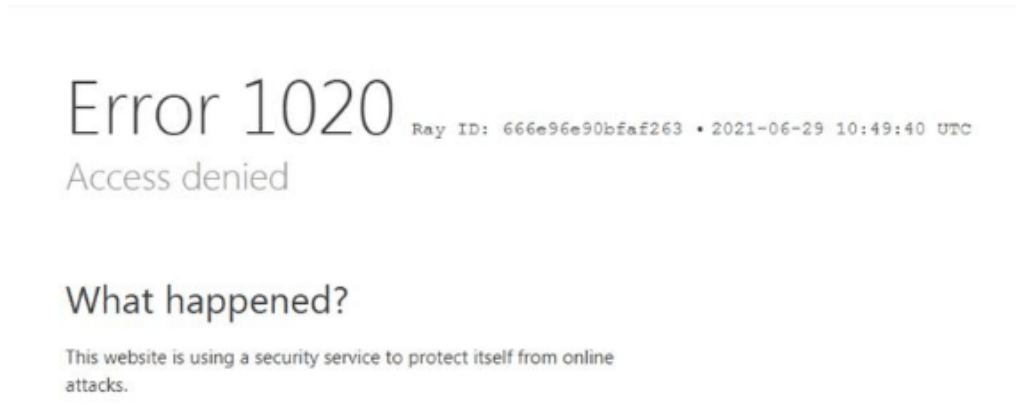 Error 1020 Ray ID: 666e96e90bfaf263 • 2021-06-29 10:49:40 UTC
Access denied
What happened?
This website is using a security service to protect itself from online
attacks.